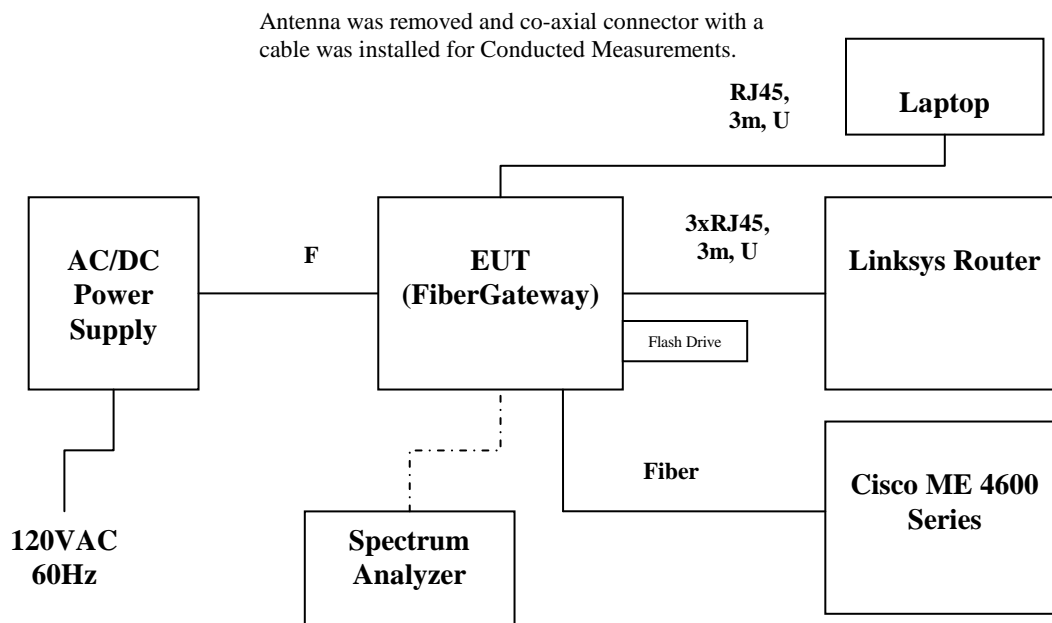 Antenna was removed and co-axial connector with a
cable was installed for Conducted Measurements.
RJ45,
3m, U
Laptop
AC/DC
Power
Supply
F
EUT
(FiberGateway)
3xRJ45,
3m, U
Linksys Router
Flash Drive
Fiber
Cisco ME 4600
Series
120VAC
60Hz
Spectrum
Analyzer